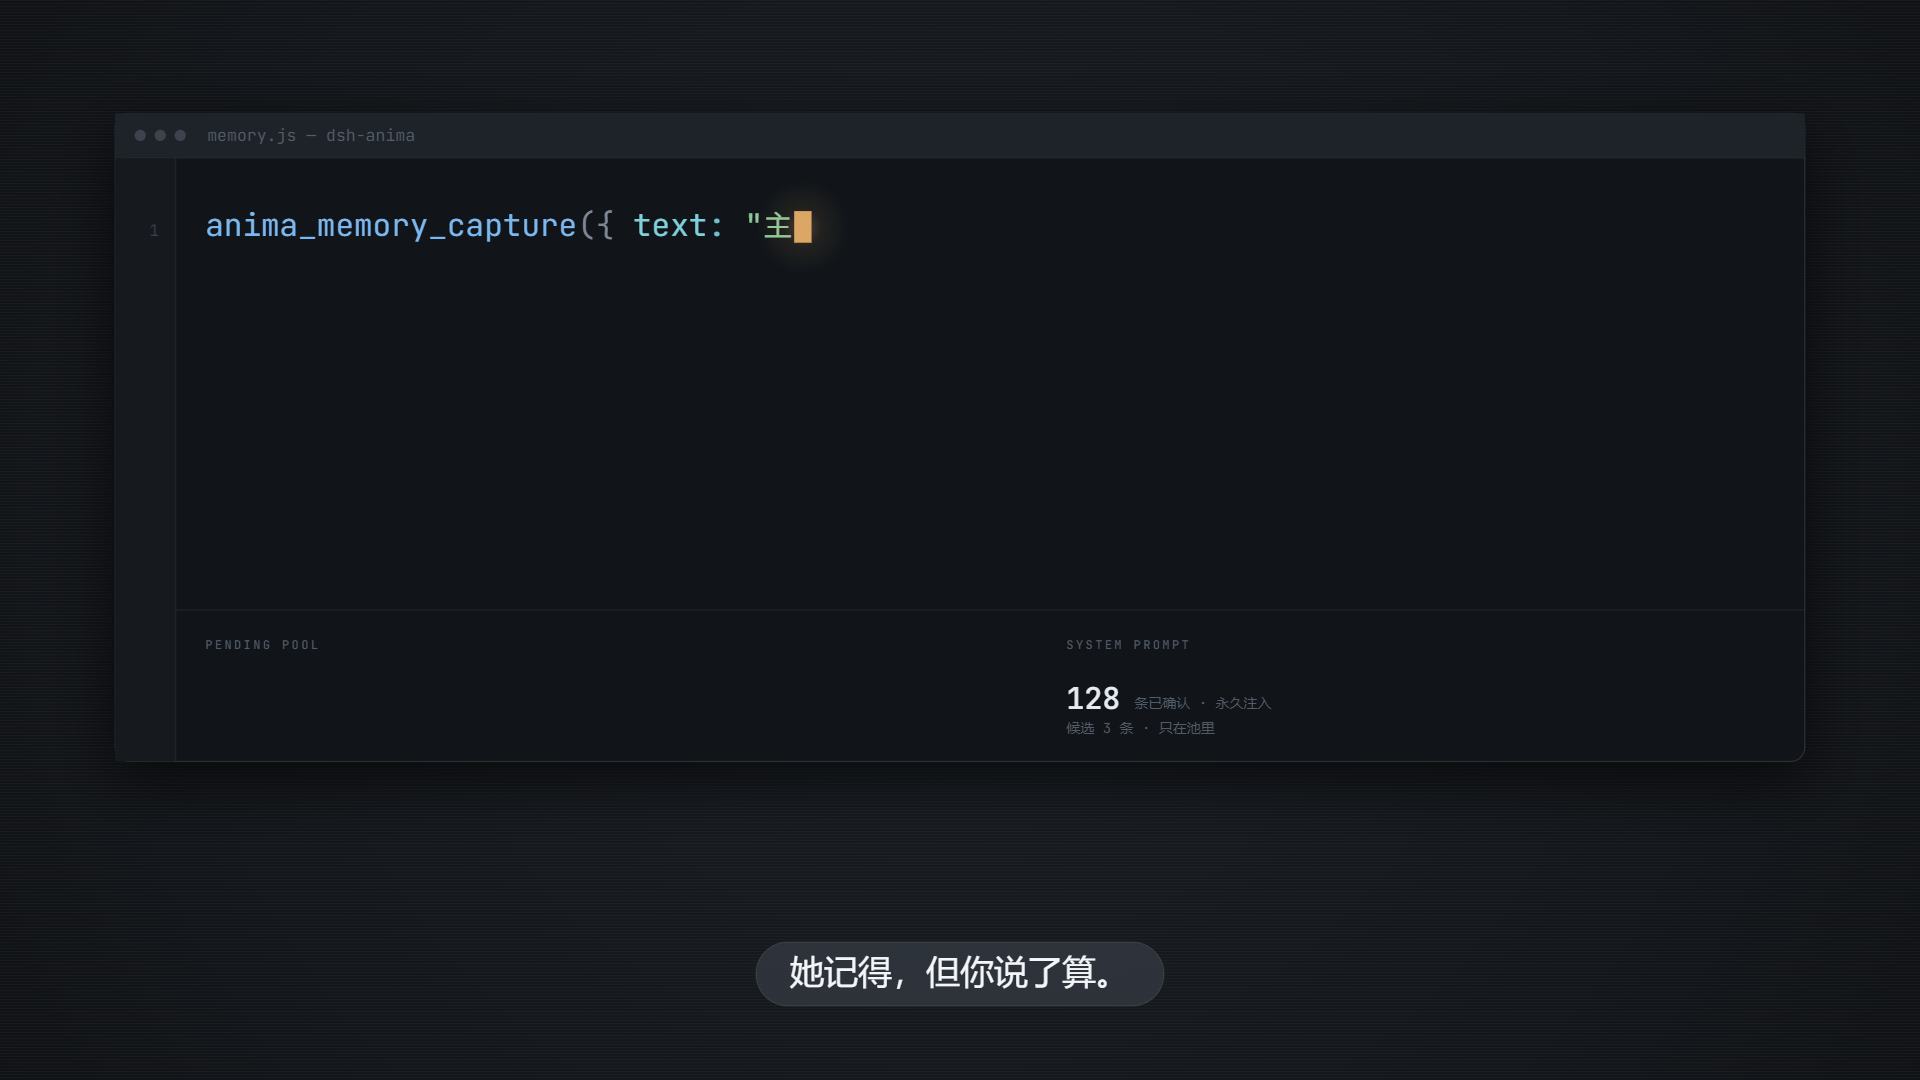 memory.js — dsh-anima
1
anima_memory_capture({ text: "主
PENDING POOL
SYSTEM PROMPT
128 条已确认 · 永久注入
候选 3 条 · 只在池里
她记得，但你说了算。